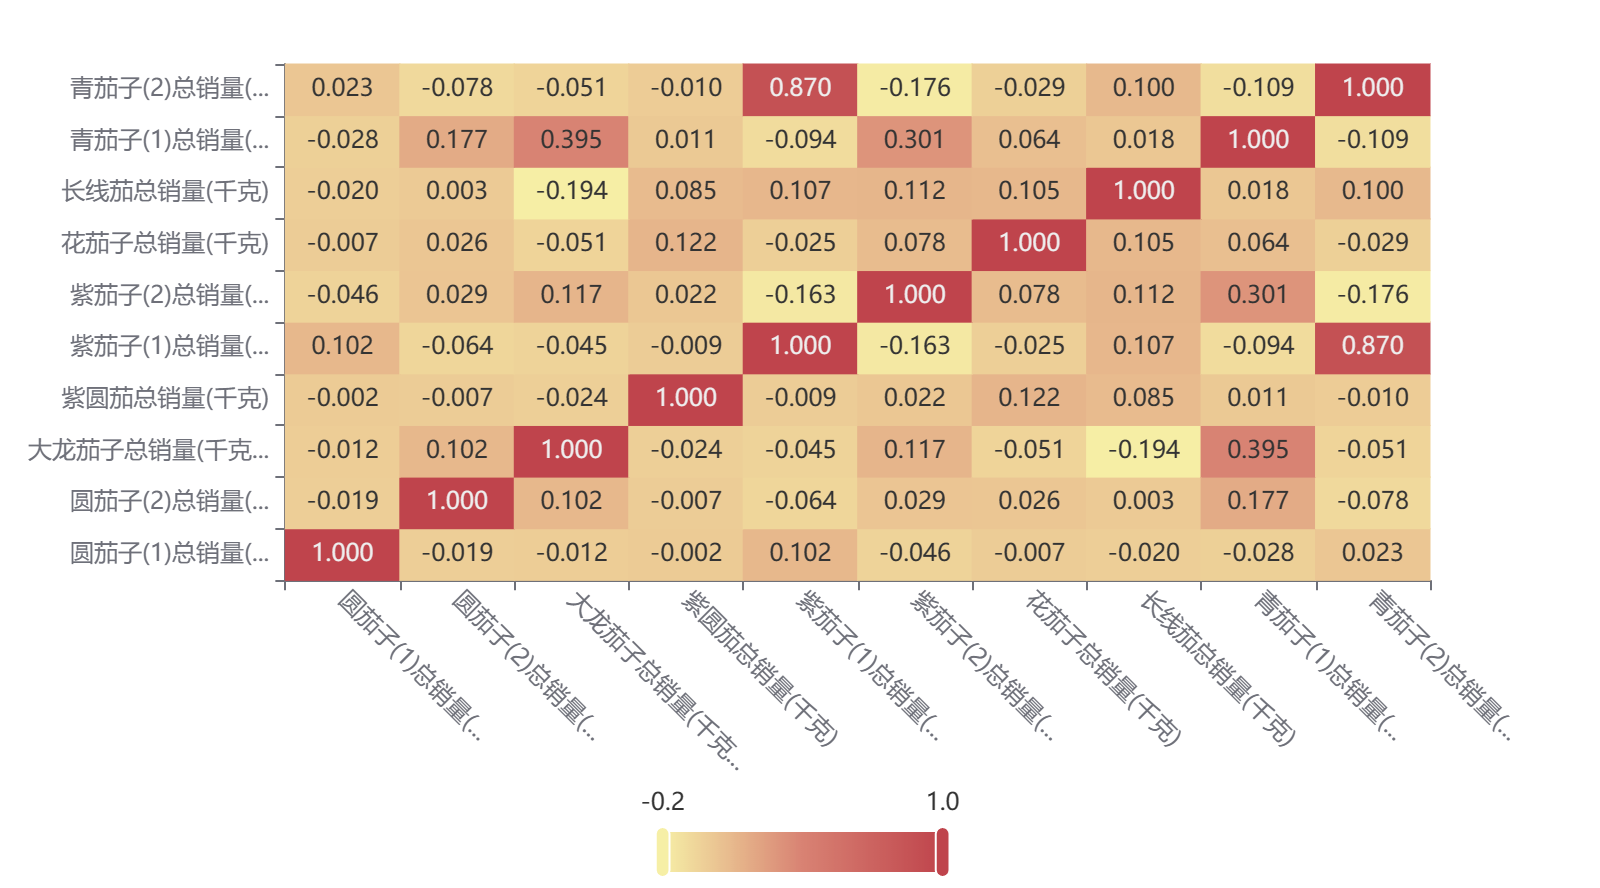 青茄子(2)总销量(... 0.023 -0.078 -0.051 -0.010 0.870 -0.176 -0.029 0.100 -0.109 1.000
青茄子(1)总销量(... -0.028 0.177 0.395 0.011 -0.094 0.301 0.064 0.018 1.000 -0.109
长线茄总销量(千克) -0.020 0.003 -0.194 0.085 0.107 0.112 0.105 1.000 0.018 0.100
花茄子总销量(千克) -0.007 0.026 -0.051 0.122 -0.025 0.078 1.000 0.105 0.064 -0.029
紫茄子(2)总销量(... -0.046 0.029 0.117 0.022 -0.163 1.000 0.078 0.112 0.301 -0.176
紫茄子(1)总销量(... 0.102 -0.064 -0.045 -0.009 1.000 -0.163 -0.025 0.107 -0.094 0.870
紫圆茄总销量(千克) -0.002 -0.007 -0.024 1.000 -0.009 0.022 0.122 0.085 0.011 -0.010
大龙茄子总销量(千克... -0.012 0.102 1.000 -0.024 -0.045 0.117 -0.051 -0.194 0.395 -0.051
圆茄子(2)总销量(... -0.019 1.000 0.102 -0.007 -0.064 0.029 0.026 0.003 0.177 -0.078
圆茄子(1)总销量(... 1.000 -0.019 -0.012 -0.002 0.102 -0.046 -0.007 -0.020 -0.028 0.023
圆茄子(1)总销量(...
圆茄子(2)总销量(...
大龙茄子总销量(千克...
紫圆茄总销量(千克)
紫茄子(1)总销量(...
紫茄子(2)总销量(...
花茄子总销量(千克)
长线茄总销量(千克)
青茄子(1)总销量(...
青茄子(2)总销量(...
-0.2 1.0